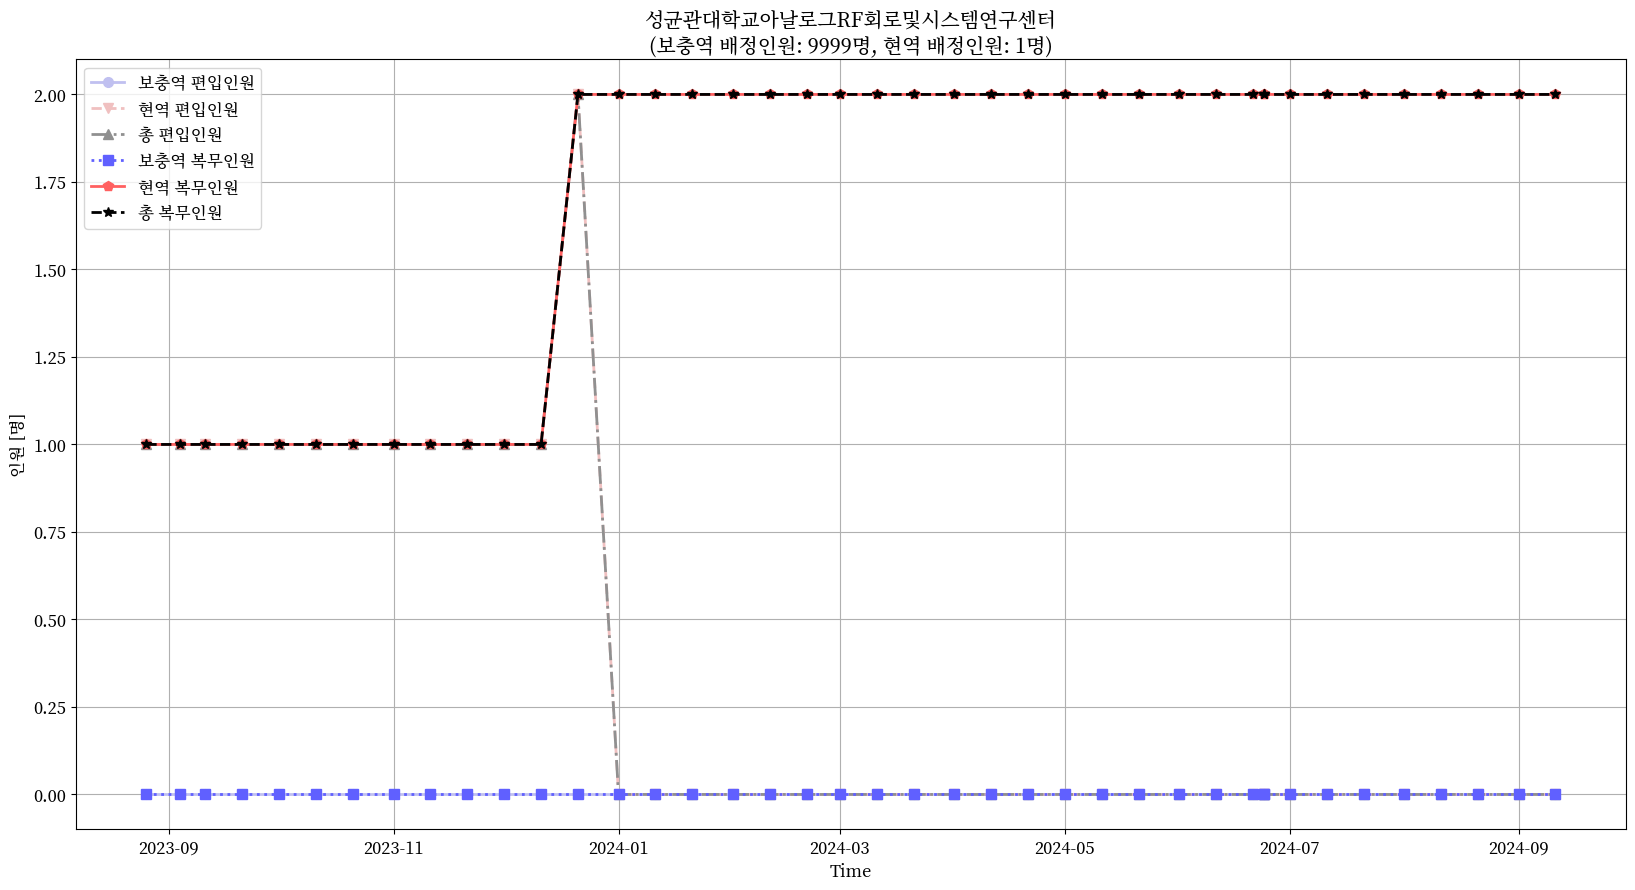 성균관대학교아날로그RF회로및시스템연구센터
(보충역 배정인원: 9999명, 현역 배정인원: 1명)
보충역 편입인원
현역 편입인원
총 편입인원
보충역 복무인원
현역 복무인원
총 복무인원
2.00
1.75
1.50
1.25
1.00
0.75
0.50
0.25
0.00
인원 [명]
2023-09
2023-11
2024-01
2024-03
2024-05
2024-07
2024-09
Time